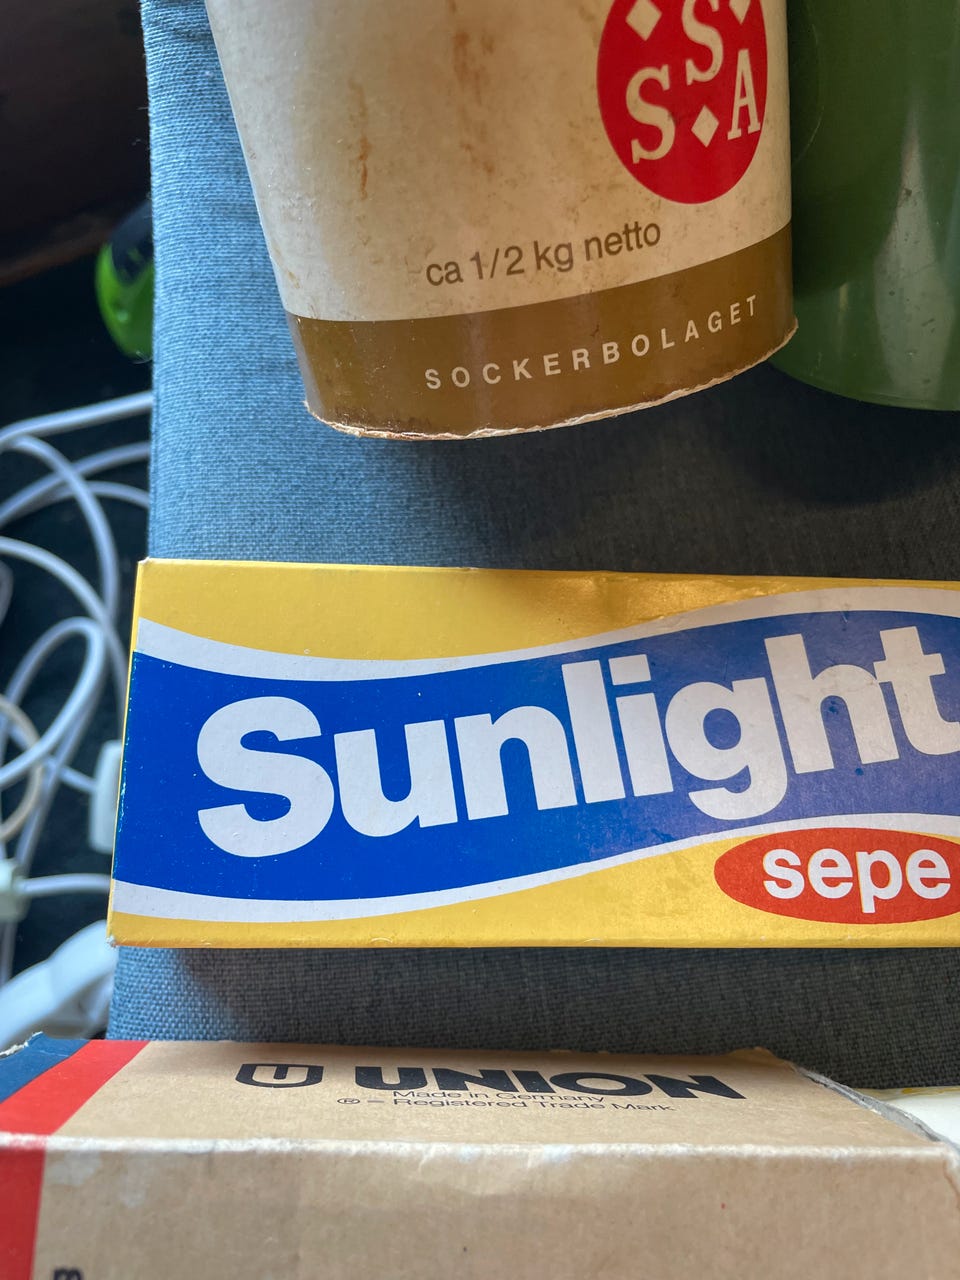 S
S A
ca 1/2 kg netto
SOCKERBOLAGET
Sunlight
sepe
U UNION
Made in Germany
® - Registered Trade Mark